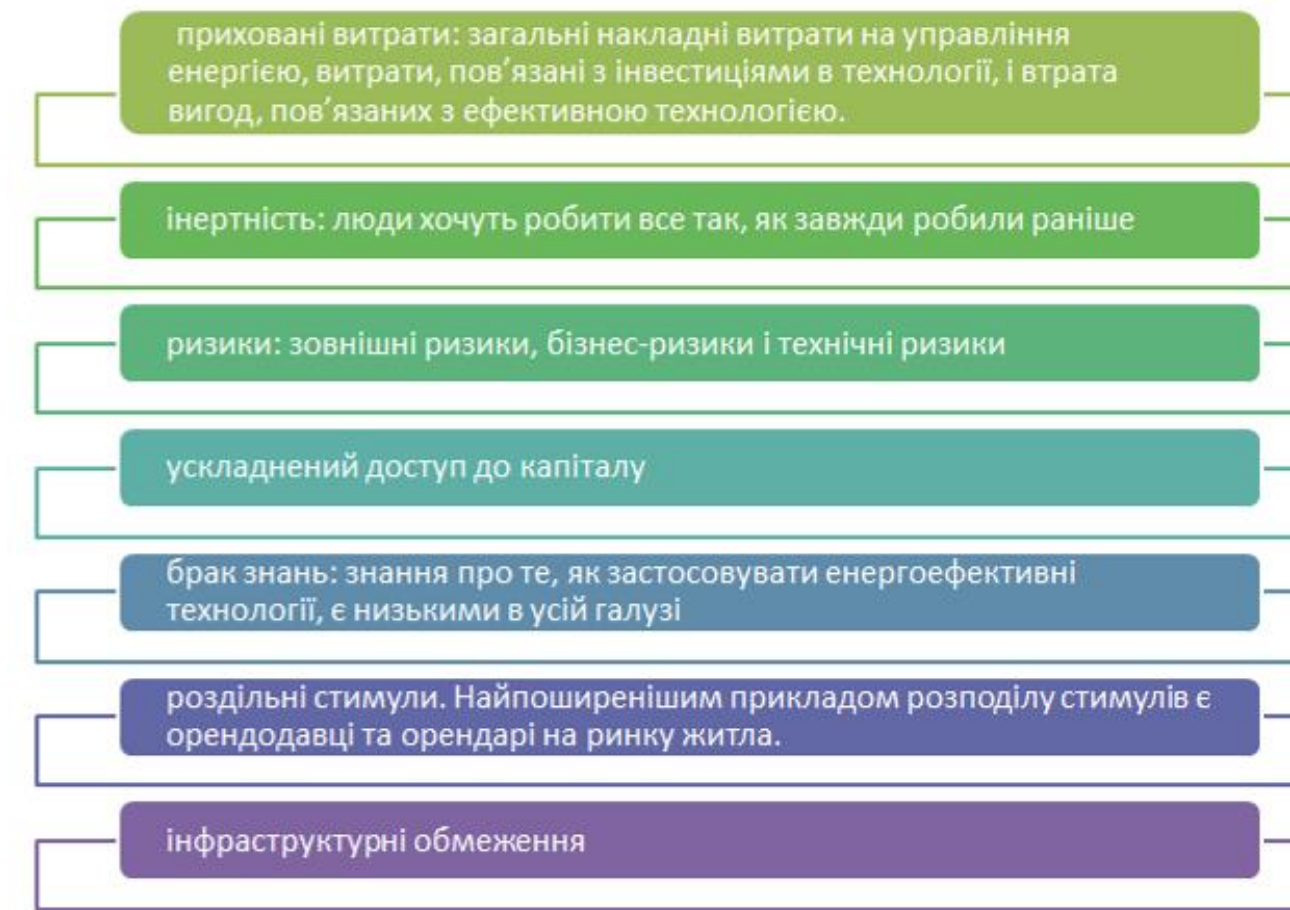 приховані витрати: загальні накладні витрати на управління
енергією, витрати, пов’язані з інвестиціями в технології, і втрата
вигод, пов’язаних з ефективною технологією.
інертність: люди хочуть робити все так, як завжди робили раніше
ризики: зовнішні ризики, бізнес-ризики і технічні ризики
ускладнений доступ до капіталу
брак знань: знання про те, як застосовувати енергоефективні
технології, є низькими в усій галузі
роздільні стимули. Найпоширенішим прикладом розподілу стимулів є
орендодавці та орендарі на ринку житла.
інфраструктурні обмеження